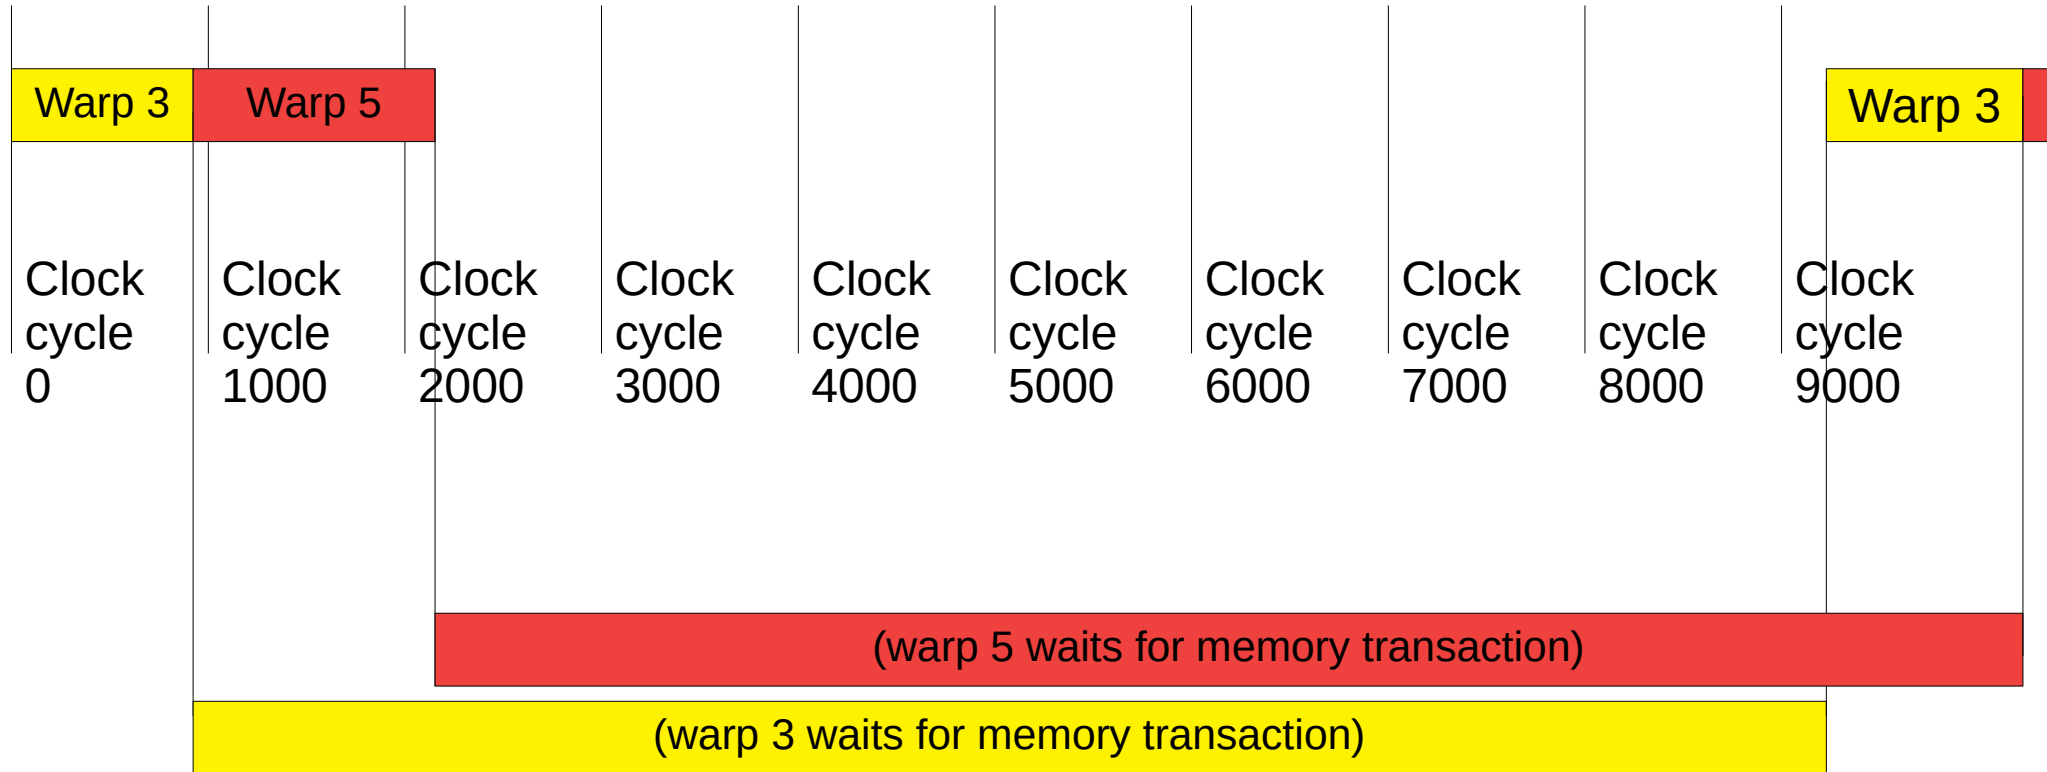 Warp 3
Warp 5
Warp 3
Clock
cycle
0
Clock
cycle
1000
Clock
cycle
2000
Clock
cycle
3000
Clock
cycle
4000
Clock
cycle
5000
Clock
cycle
6000
Clock
cycle
7000
Clock
cycle
8000
Clock
cycle
9000
(warp 5 waits for memory transaction)
(warp 3 waits for memory transaction)